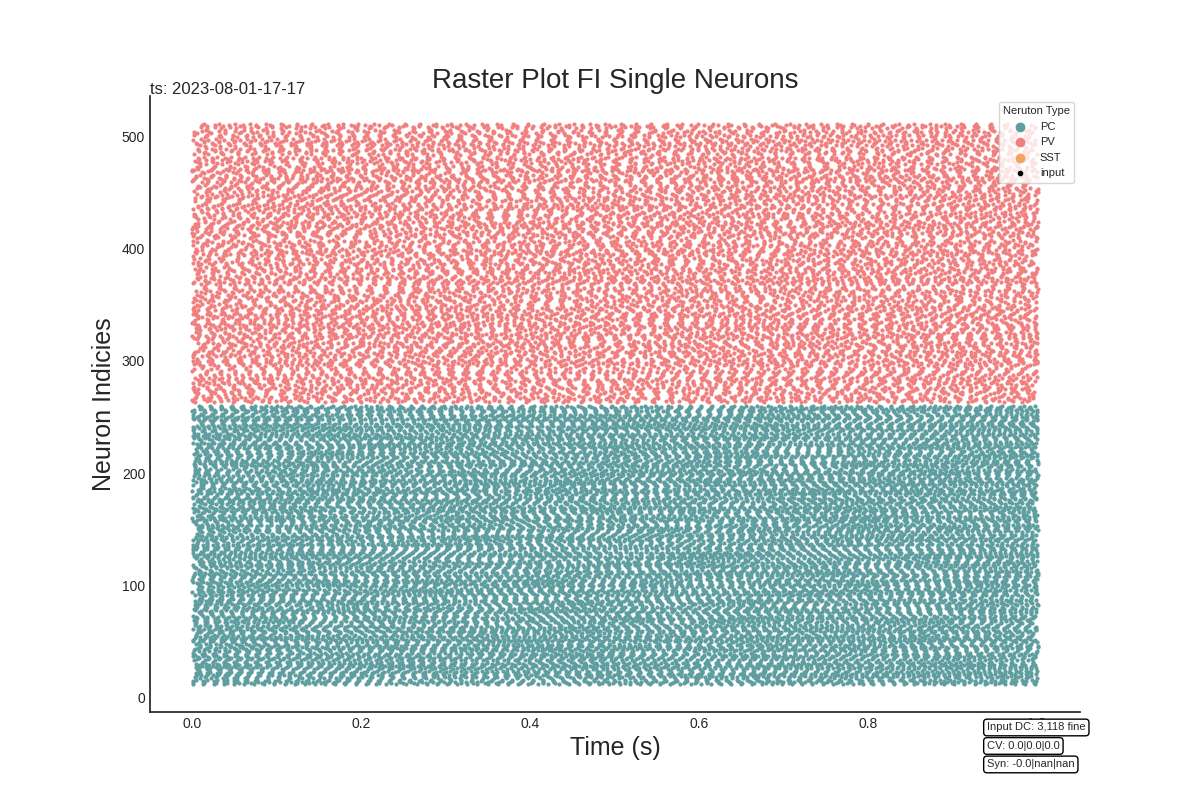 Raster Plot FI Single Neurons
ts: 2023-08-01-17-17
Neruton Type
PC
PV
SST
input
500
400
300
200
100
0
Neuron Indicies
0.0 0.2 0.4 0.6 0.8
Time (s)
Input DC: 3,118 fine
CV: 0.0|0.0|0.0
Syn: -0.0|nan|nan